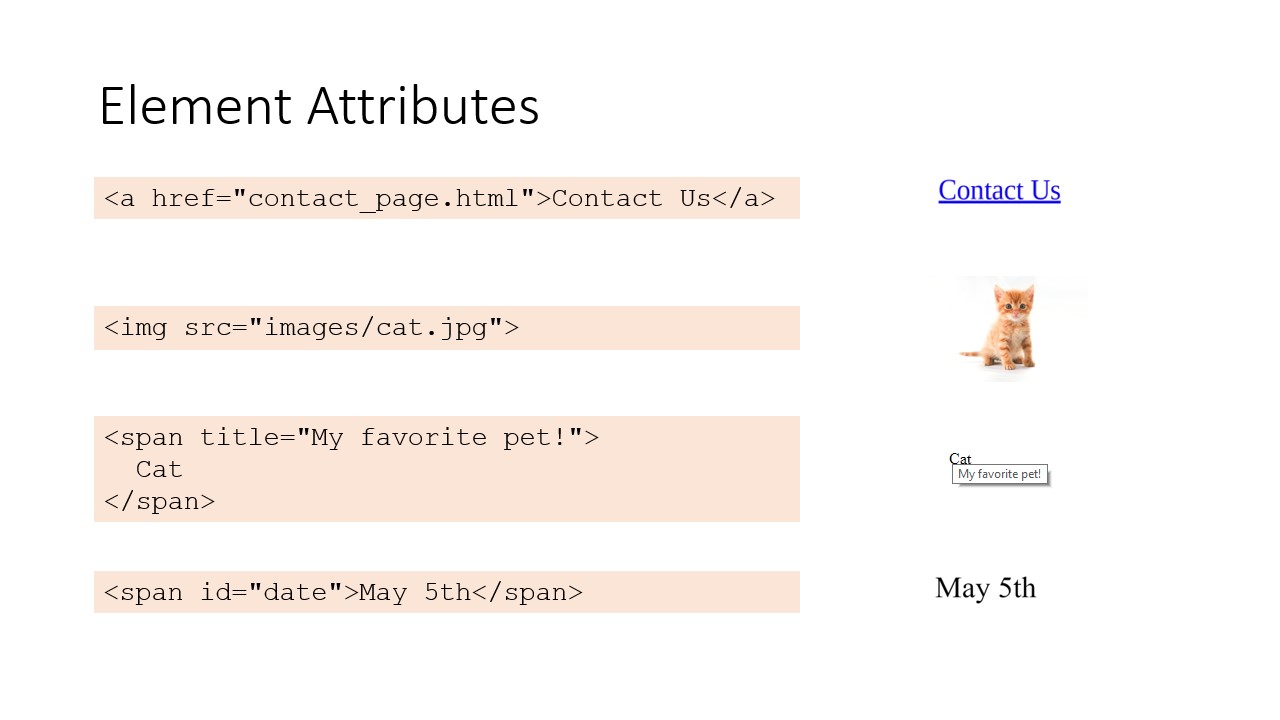 Element Attributes
<a href="contact_page.html">Contact Us</a>
Contact Us
<img src="images/cat.jpg">
<span title="My favorite pet!">
  Cat
</span>
Cat
My favorite pet!
<span id="date">May 5th</span>
May 5th